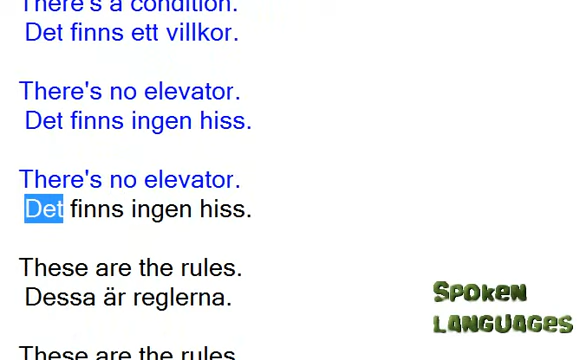 There's a condition.
Det finns ett villkor.
There's no elevator.
Det finns ingen hiss.
There's no elevator.
Det finns ingen hiss.
These are the rules.
Dessa är reglerna.
These are the rules.
Spoken
Languages